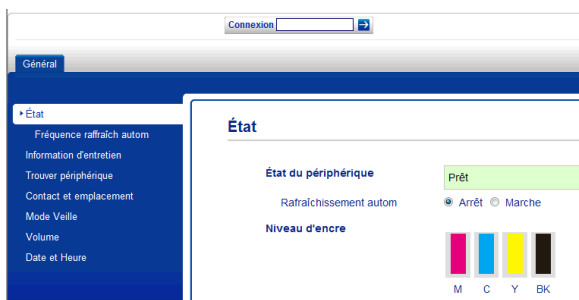 Connexion
Général
État
Fréquence raffraîch autom
Information d'entretien
Trouver périphérique
Contact et emplacement
Mode Veille
Volume
Date et Heure
État
État du périphérique Prêt
Rafraîchissement autom Arrêt Marche
Niveau d'encre
M C Y BK